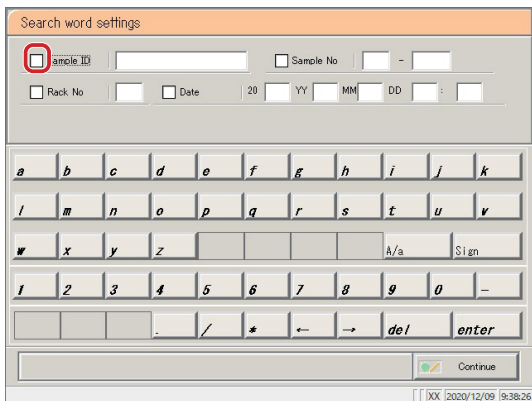 Search word settings
Sample ID Sample No -
Rack No Date 20 YY MM DD :
a b c d e f g h i j k
l m n o p q r s t u v
w x y z A/a Sign
1 2 3 4 5 6 7 8 9 0 -
. / * ← → del enter
Continue
XX 2020/12/09 9:38:26